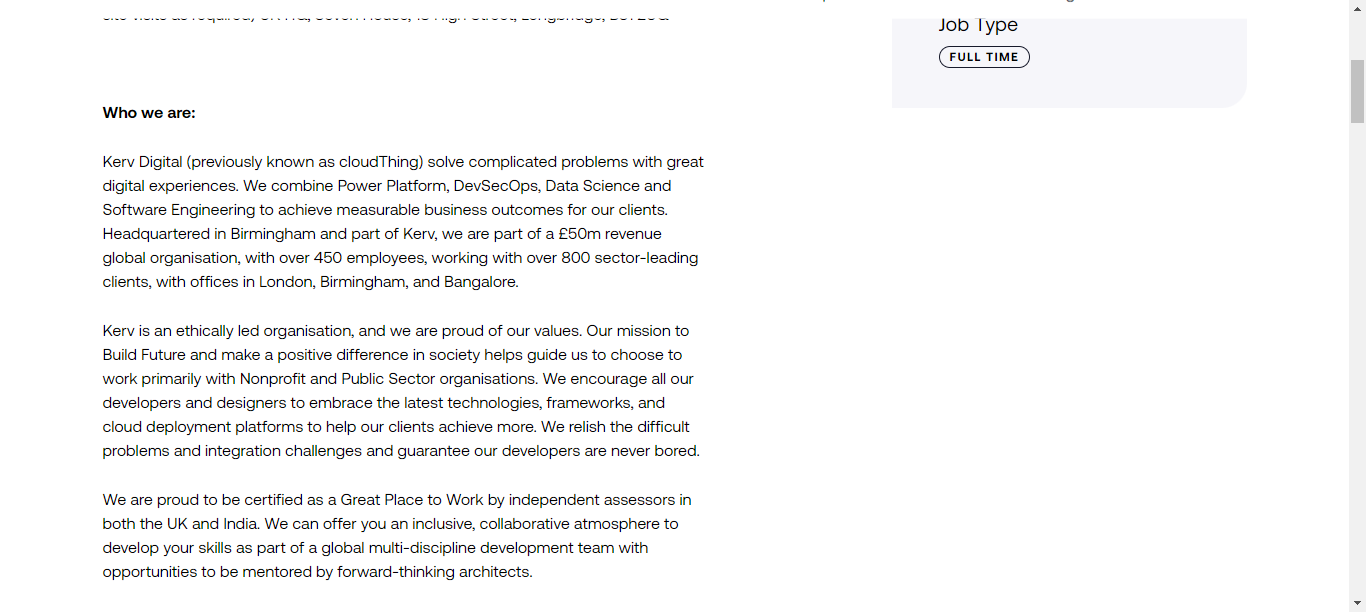 Job Type
FULL TIME
Who we are:
Kerv Digital (previously known as cloudThing) solve complicated problems with great
digital experiences. We combine Power Platform, DevSecOps, Data Science and
Software Engineering to achieve measurable business outcomes for our clients.
Headquartered in Birmingham and part of Kerv, we are part of a £50m revenue
global organisation, with over 450 employees, working with over 800 sector-leading
clients, with offices in London, Birmingham, and Bangalore.
Kerv is an ethically led organisation, and we are proud of our values. Our mission to
Build Future and make a positive difference in society helps guide us to choose to
work primarily with Nonprofit and Public Sector organisations. We encourage all our
developers and designers to embrace the latest technologies, frameworks, and
cloud deployment platforms to help our clients achieve more. We relish the difficult
problems and integration challenges and guarantee our developers are never bored.
We are proud to be certified as a Great Place to Work by independent assessors in
both the UK and India. We can offer you an inclusive, collaborative atmosphere to
develop your skills as part of a global multi-discipline development team with
opportunities to be mentored by forward-thinking architects.